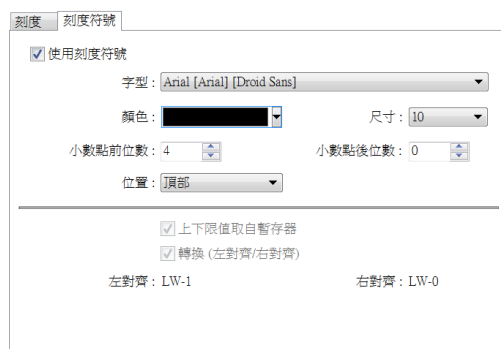 刻度 刻度符號
使用刻度符號
字型： Arial [Arial] [Droid Sans]
顏色：  尺寸： 10
小數點前位數： 4 小數點後位數： 0
位置： 頂部
上下限值取自暫存器
轉換 (左對齊/右對齊)
左對齊： LW-1 右對齊： LW-0